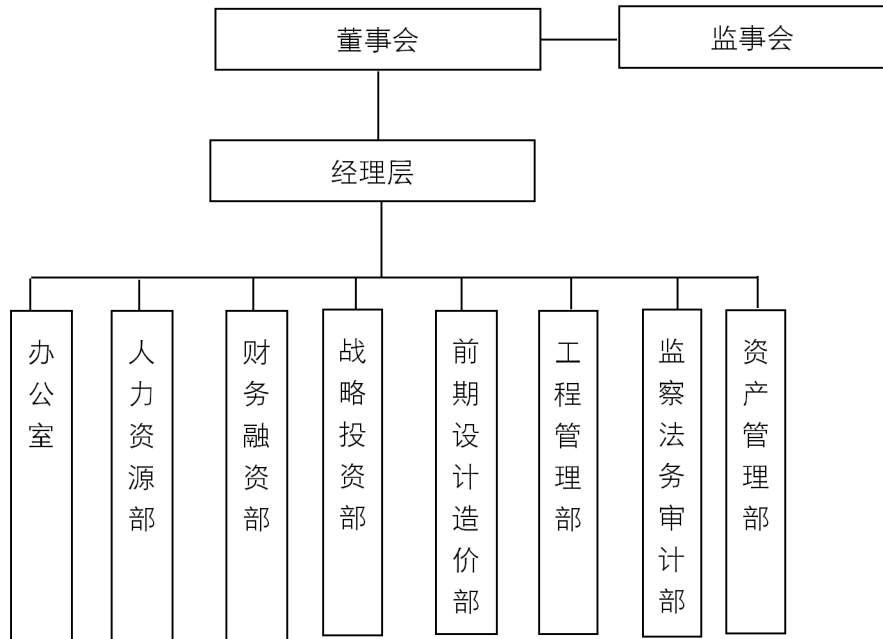 董事会
监事会
经理层
办公室
人力资源部
财务融资部
战略投资部
前期设计造价部
工程管理部
监察法务审计部
资产管理部